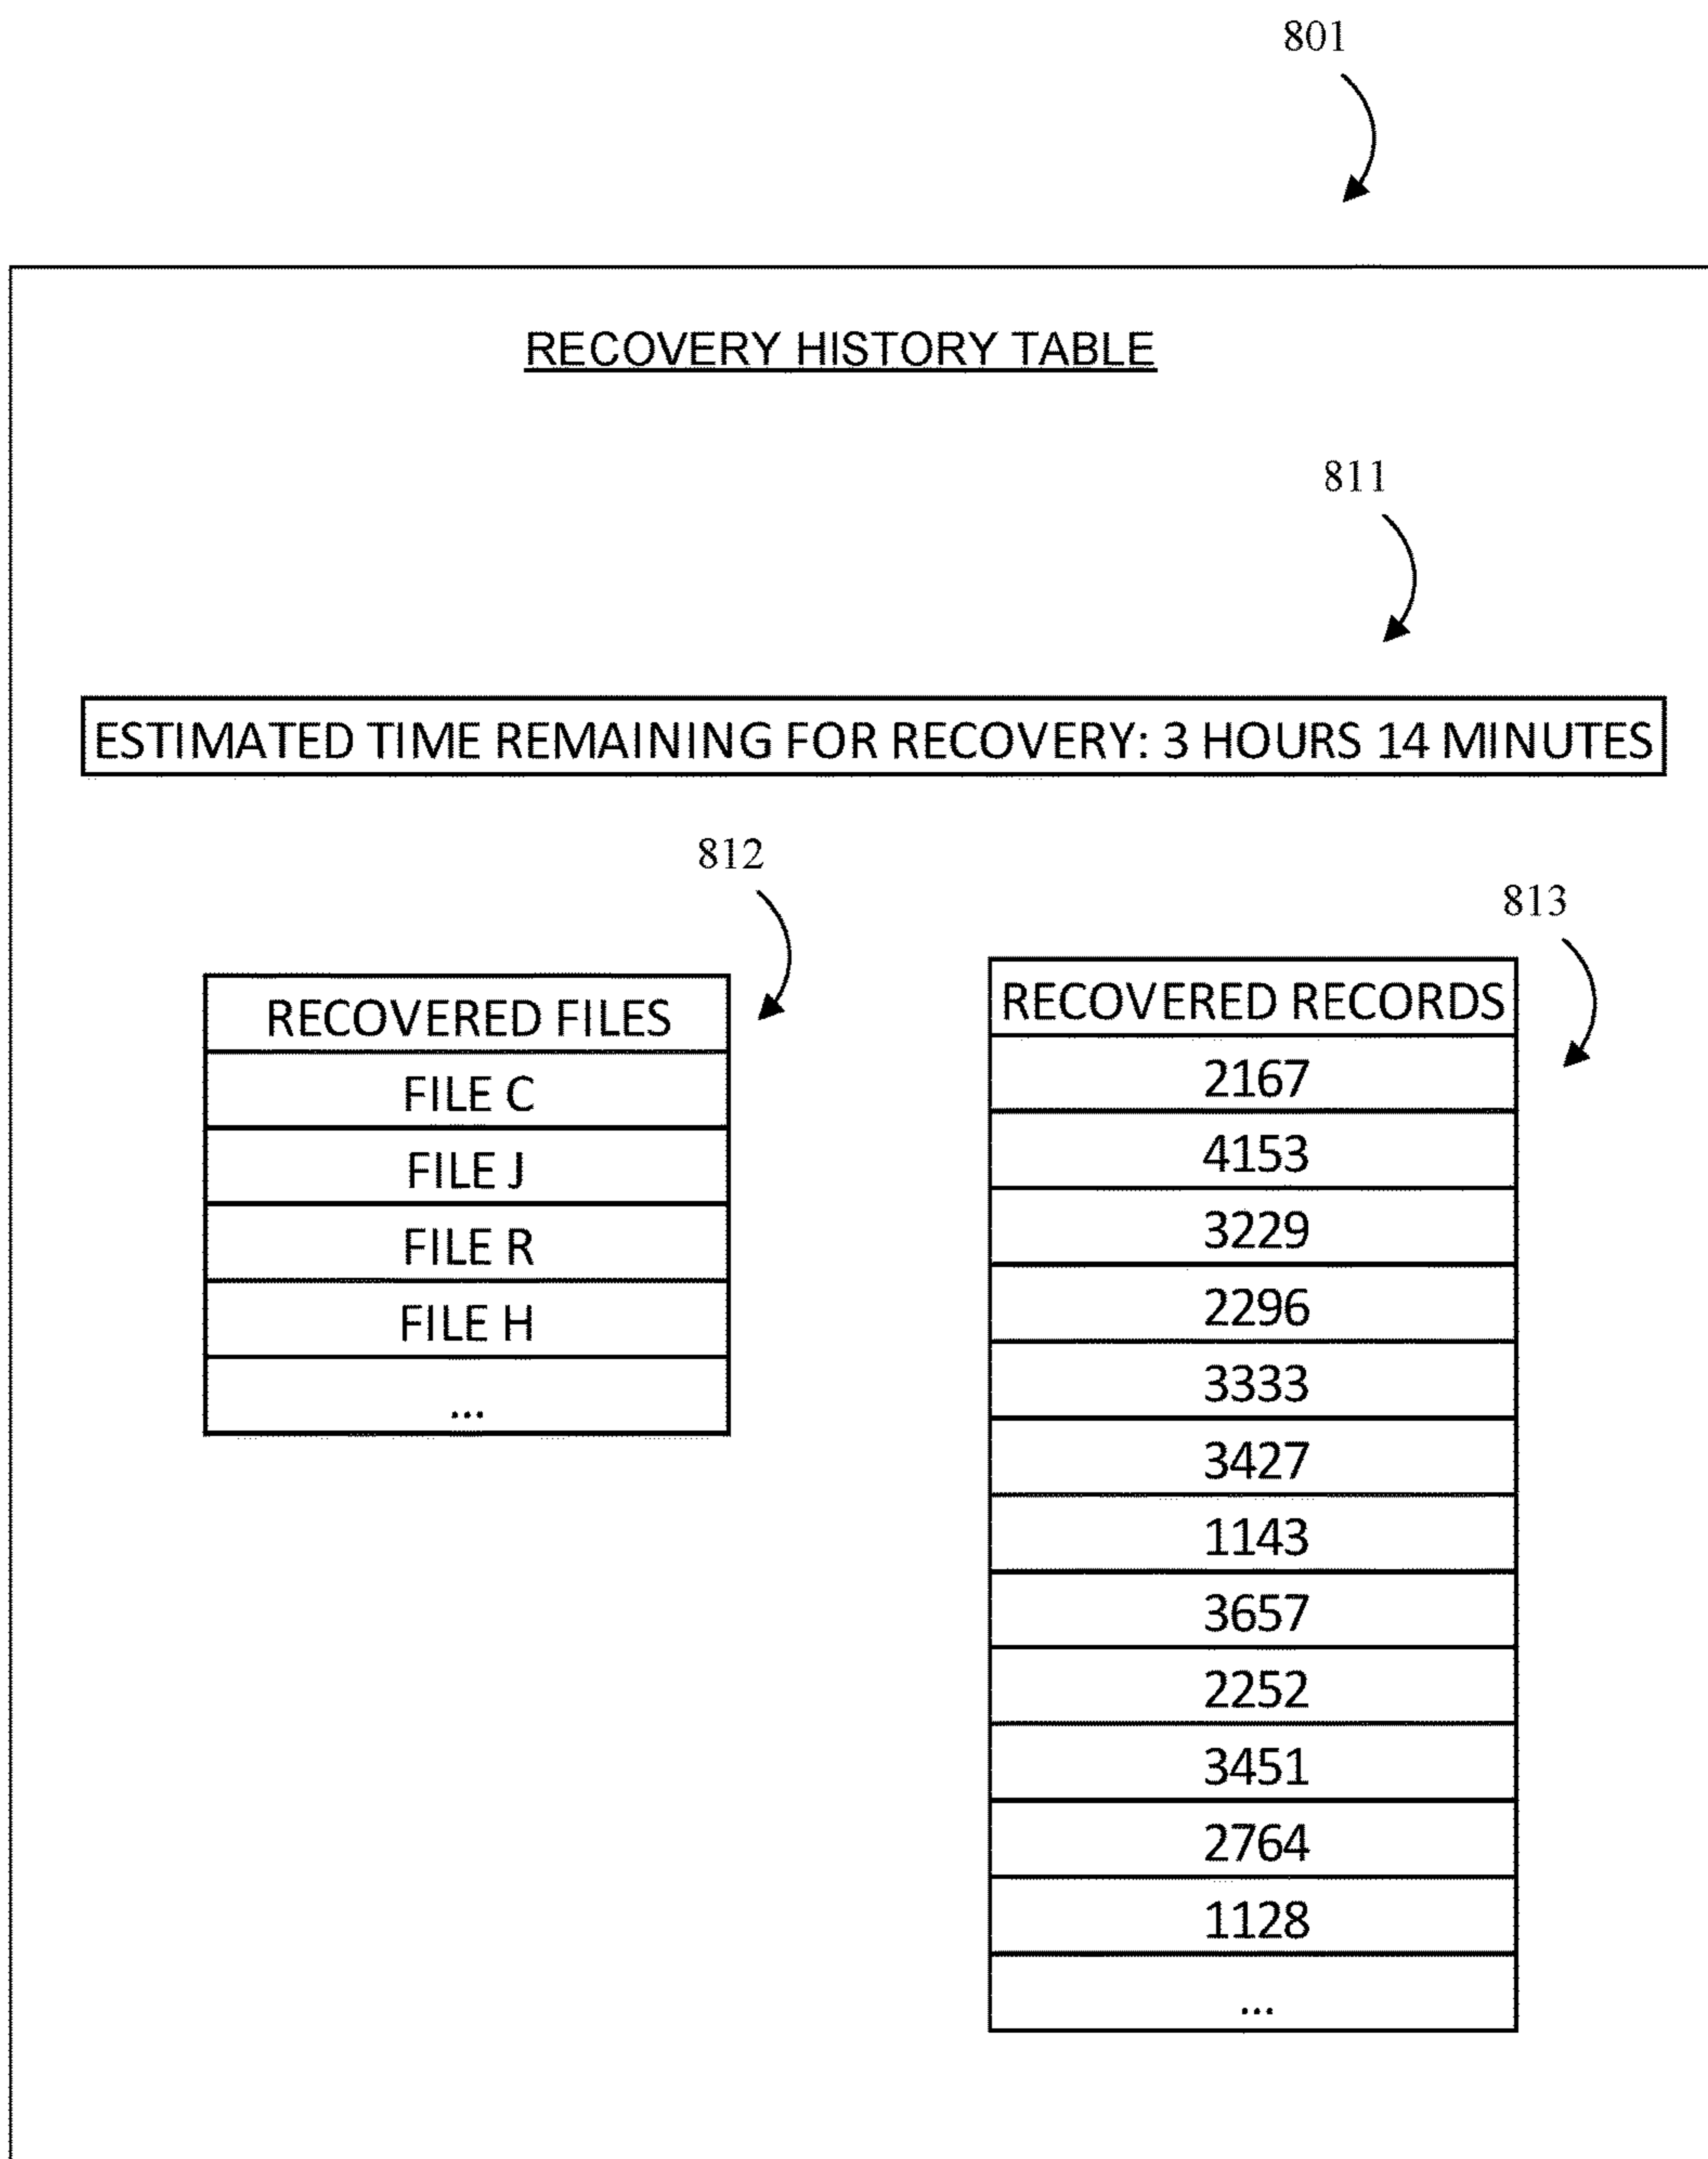 801
RECOVERY HISTORY TABLE
811
ESTIMATED TIME REMAINING FOR RECOVERY: 3 HOURS 14 MINUTES
812
813
RECOVERED FILES
FILE C
FILE J
FILE R
FILE H
...
RECOVERED RECORDS
2167
4153
3229
2296
3333
3427
1143
3657
2252
3451
2764
1128
...